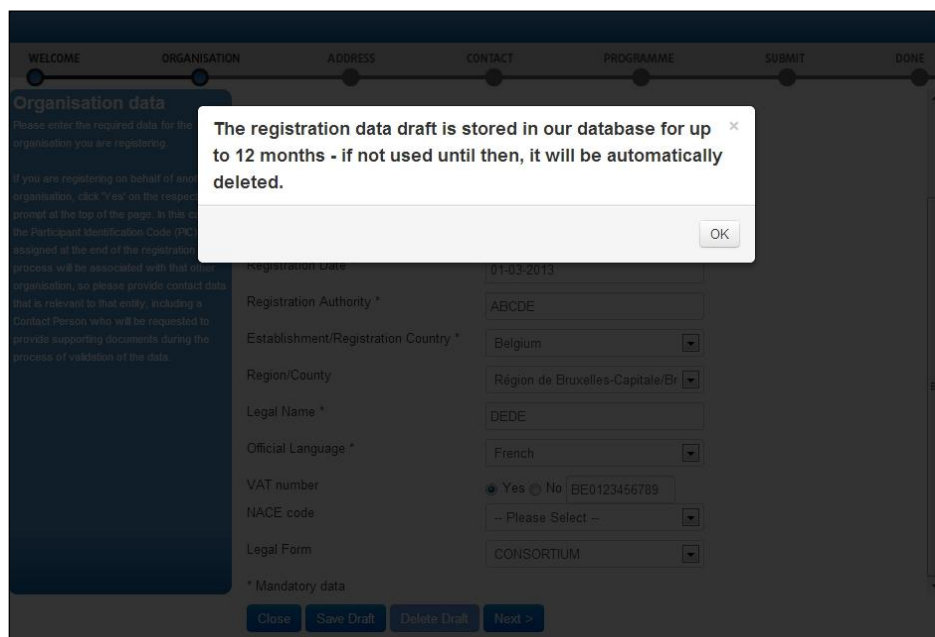 WELCOME ORGANISATION ADDRESS CONTACT PROGRAMME SUBMIT DONE
Organisation data
Please enter the required data for the
organisation you are registering.
If you are registering on behalf of
organisation, click "Yes" on the
prompt at the top of the page. In this
the Participant Identification Code (PIC)
assigned at the end of the registration
process will be associated with that other
organisation, so please provide contact data
that is relevant to that entity, including a
Contact Person who will be requested to
provide supporting documents during the
process of validation of the data.
The registration data draft is stored in our database for up ×
to 12 months - if not used until then, it will be automatically
deleted.
OK
Registration Date 01-03-2013
Registration Authority * ABCDE
Establishment/Registration Country * Belgium
Region/County Région de Bruxelles-Capitale/Br
Legal Name * DEDE
Official Language * French
VAT number Yes No BE0123456789
NACE code -- Please Select --
Legal Form CONSORTIUM
* Mandatory data
Close Save Draft Delete Draft Next >